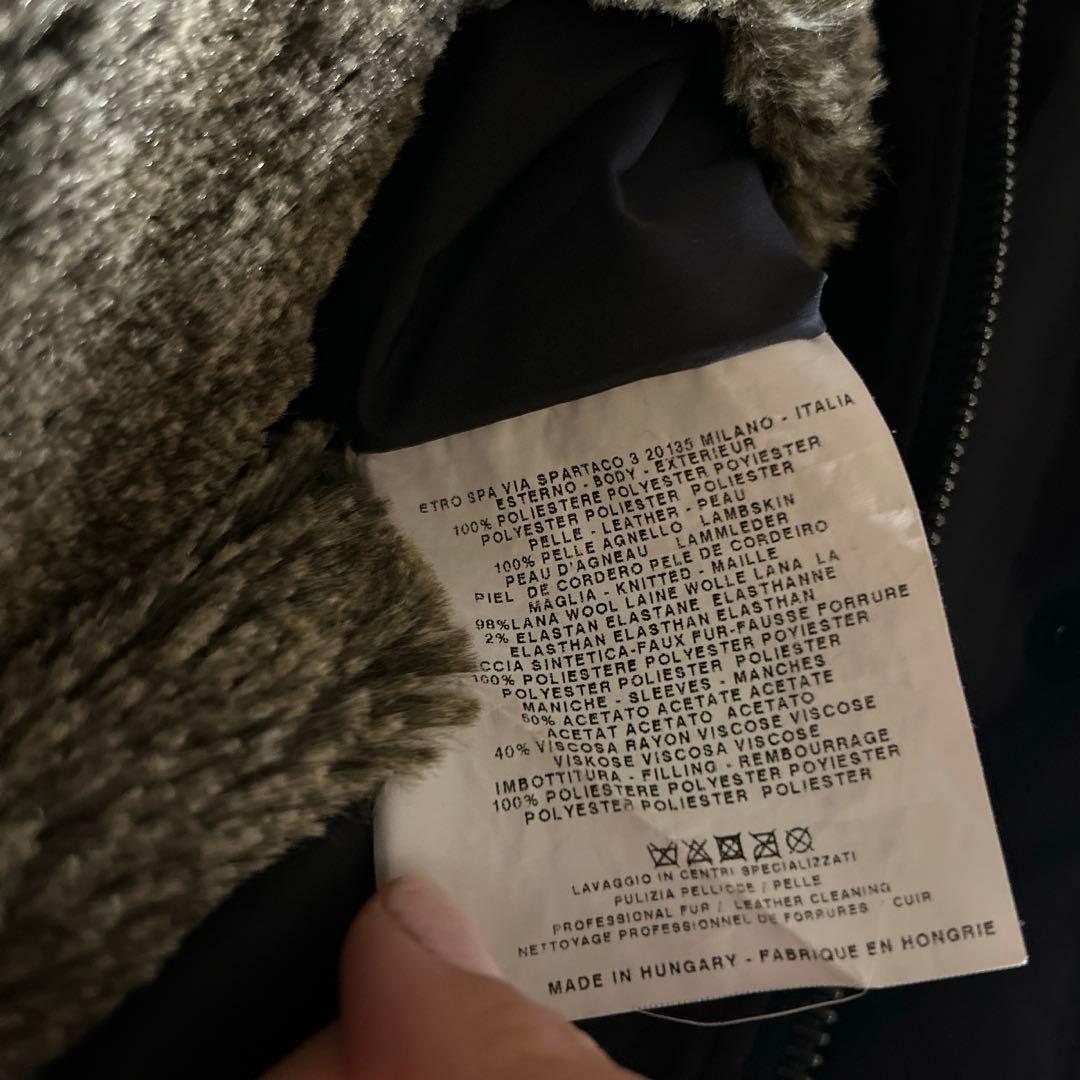 ETRO SPA VIA SPARTACO 3 20135 MILANO - ITALIA
ESTERNO - BODY - EXTERIEUR
100% POLIESTERE POLYESTER POYIESTER
POLYESTER POLIESTER POLIESTER
PELLE - LEATHER - PEAU
100% PELLE AGNELLO LAMBSKIN
PEAU D'AGNEAU LAMMLEDER
PIEL DE CORDERO PELE DE CORDEIRO
MAGLIA - KNITTED - MAILLE
98% LANA WOOL LAINE WOLLE LANA LA
2% ELASTAN ELASTANE ELASTHANNE
ELASTHAN ELASTHAN ELASTHAN
CCIA SINTETICA-FAUX FUR-FAUSSE FORRURE
100% POLIESTERE POLYESTER POYIESTER
POLYESTER POLIESTER POLIESTER
MANICHE - SLEEVES - MANCHES
60% ACETATO ACETATE ACETATE
ACETAT ACETATO ACETATO
40% VISCOSA RAYON VISCOSE VISCOSE
VISKOSE VISCOSA VISCOSE
IMBOTTITURA - FILLING - REMBOURRAGE
100% POLIESTERE POLYESTER POYIESTER
POLYESTER POLIESTER POLIESTER
LAVAGGIO IN CENTRI SPECIALIZZATI
PULIZIA PELLICCE / PELLE
PROFESSIONAL FUR / LEATHER CLEANING
NETTOYAGE PROFESSIONNEL DE FORRURES / CUIR
MADE IN HUNGARY - FABRIQUE EN HONGRIE